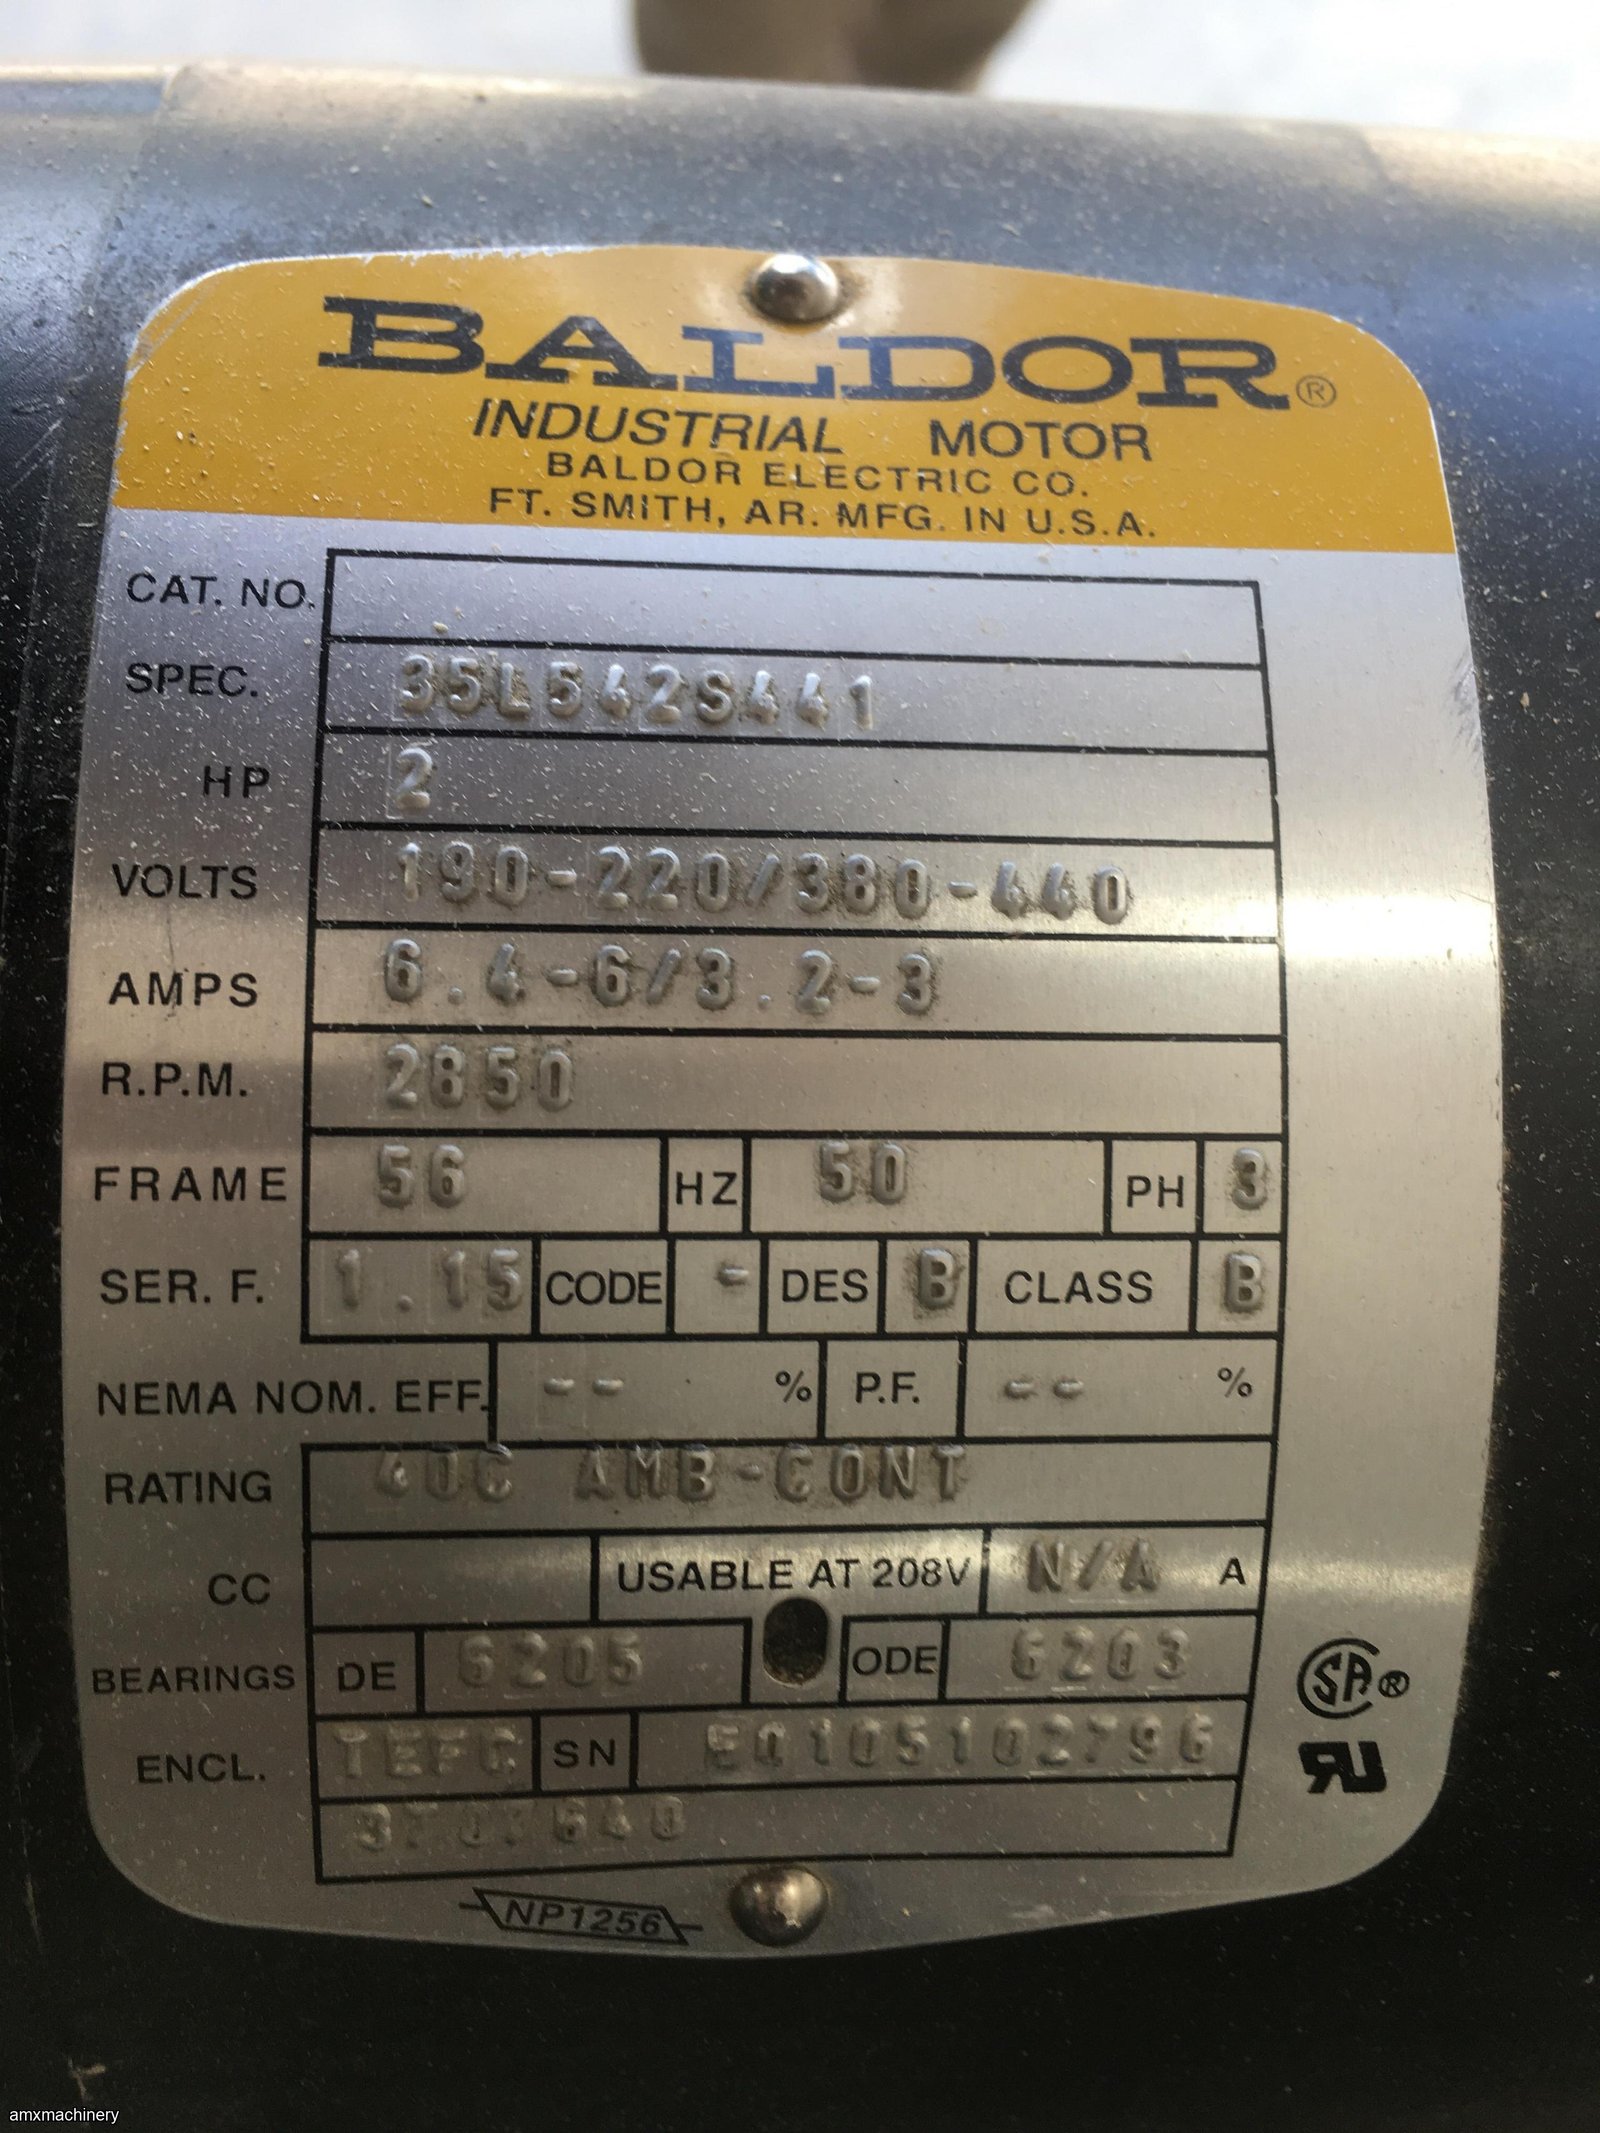 BALDOR®
INDUSTRIAL MOTOR
BALDOR ELECTRIC CO.
FT. SMITH, AR. MFG. IN U.S.A.
CAT. NO.
SPEC. 35L542S441
HP 2
VOLTS 190-220/380-440
AMPS 6.4-6/3.2-3
R.P.M. 2850
FRAME 56 HZ 50 PH 3
SER. F. 1.15 CODE - DES B CLASS B
NEMA NOM. EFF. -- % P.F. -- %
RATING 40C AMB-CONT
CC USABLE AT 208V N/A A
BEARINGS DE 6205 ODE 6203
ENCL. TEFC SN
SA®
NP1256
amxmachinery